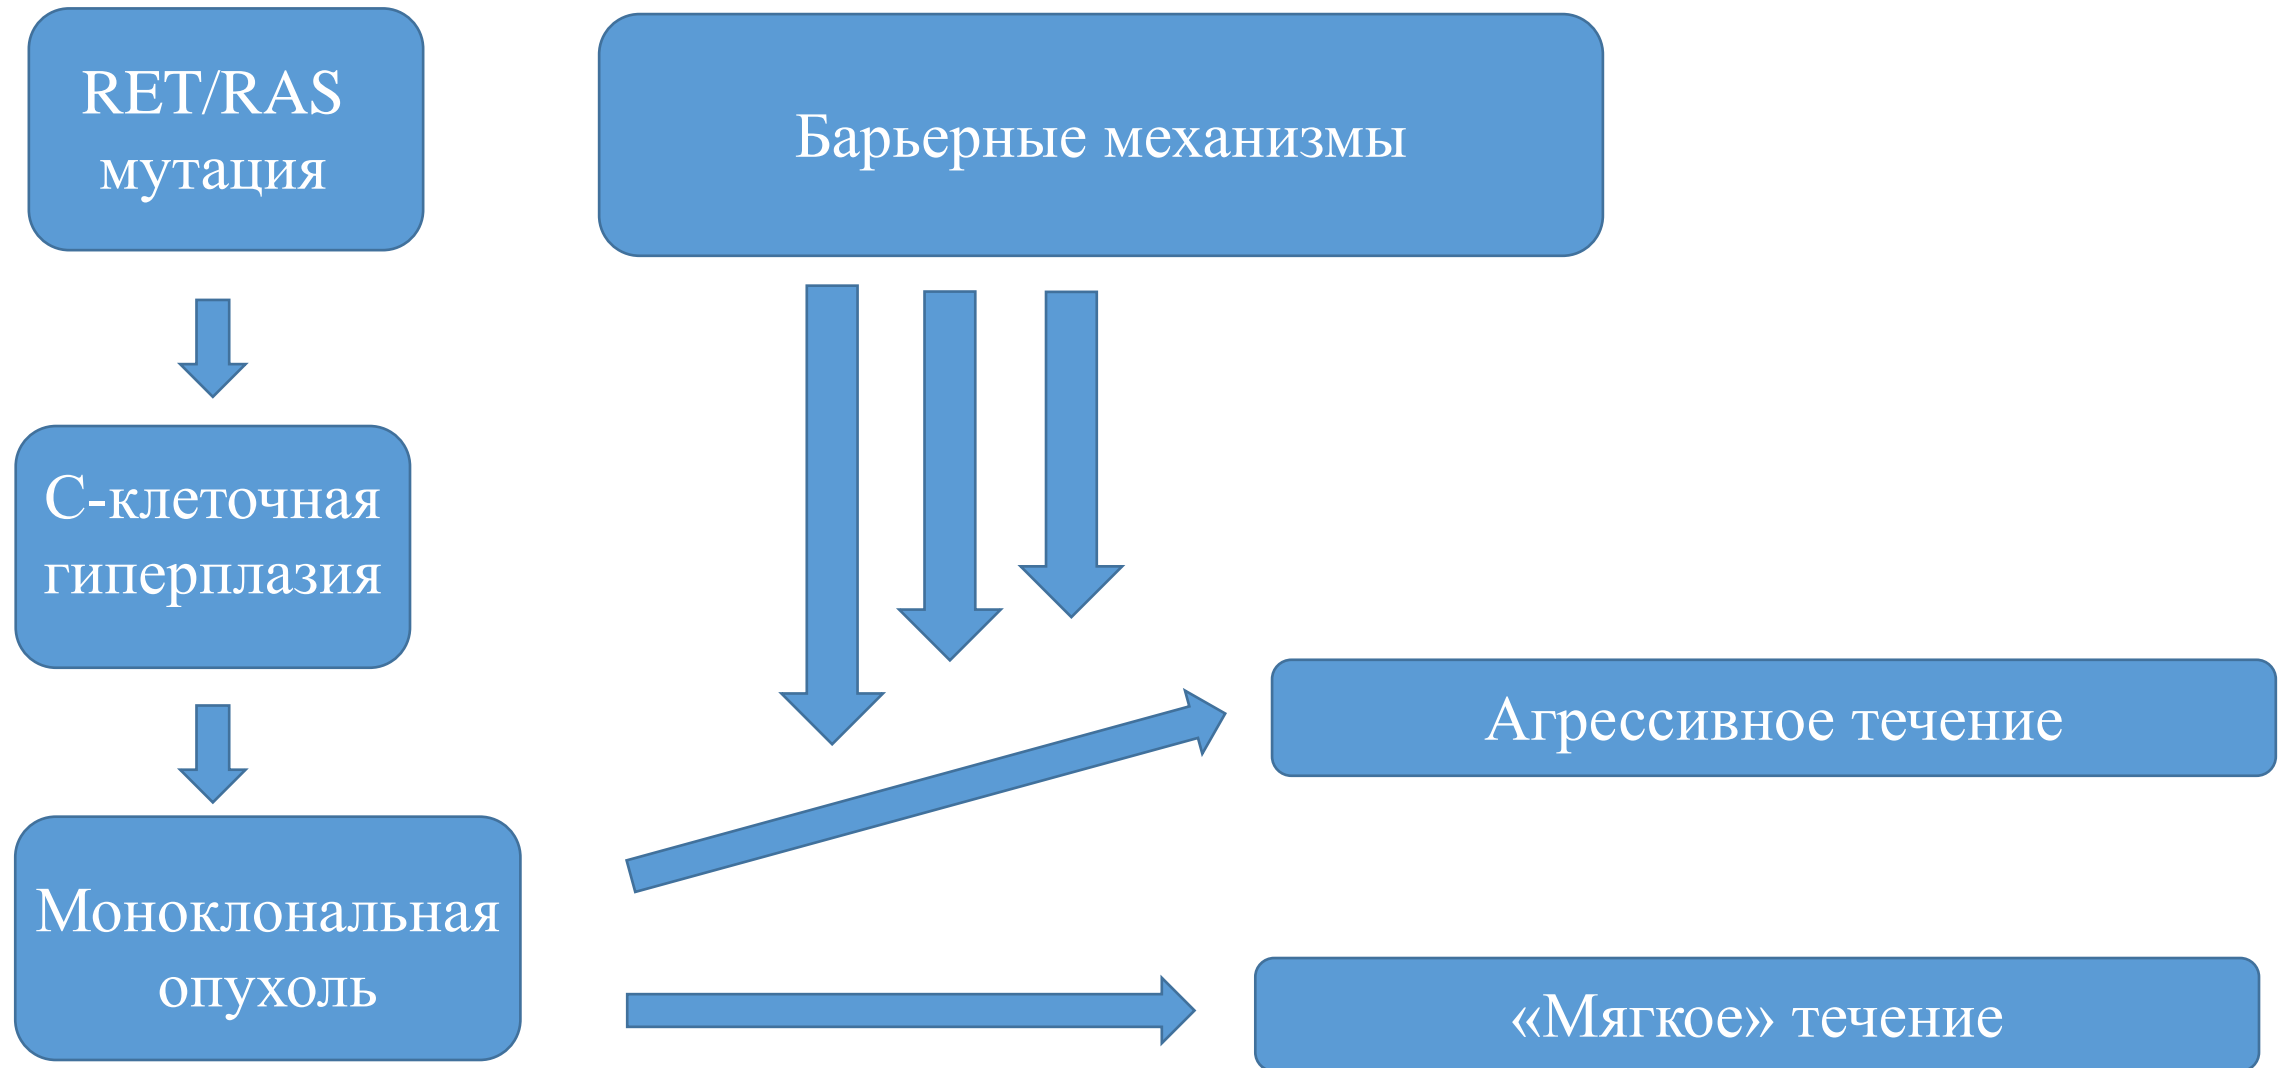 RET/RAS
мутация
Барьерные механизмы
С-клеточная
гиперплазия
Агрессивное течение
Моноклональная
опухоль
«Мягкое» течение